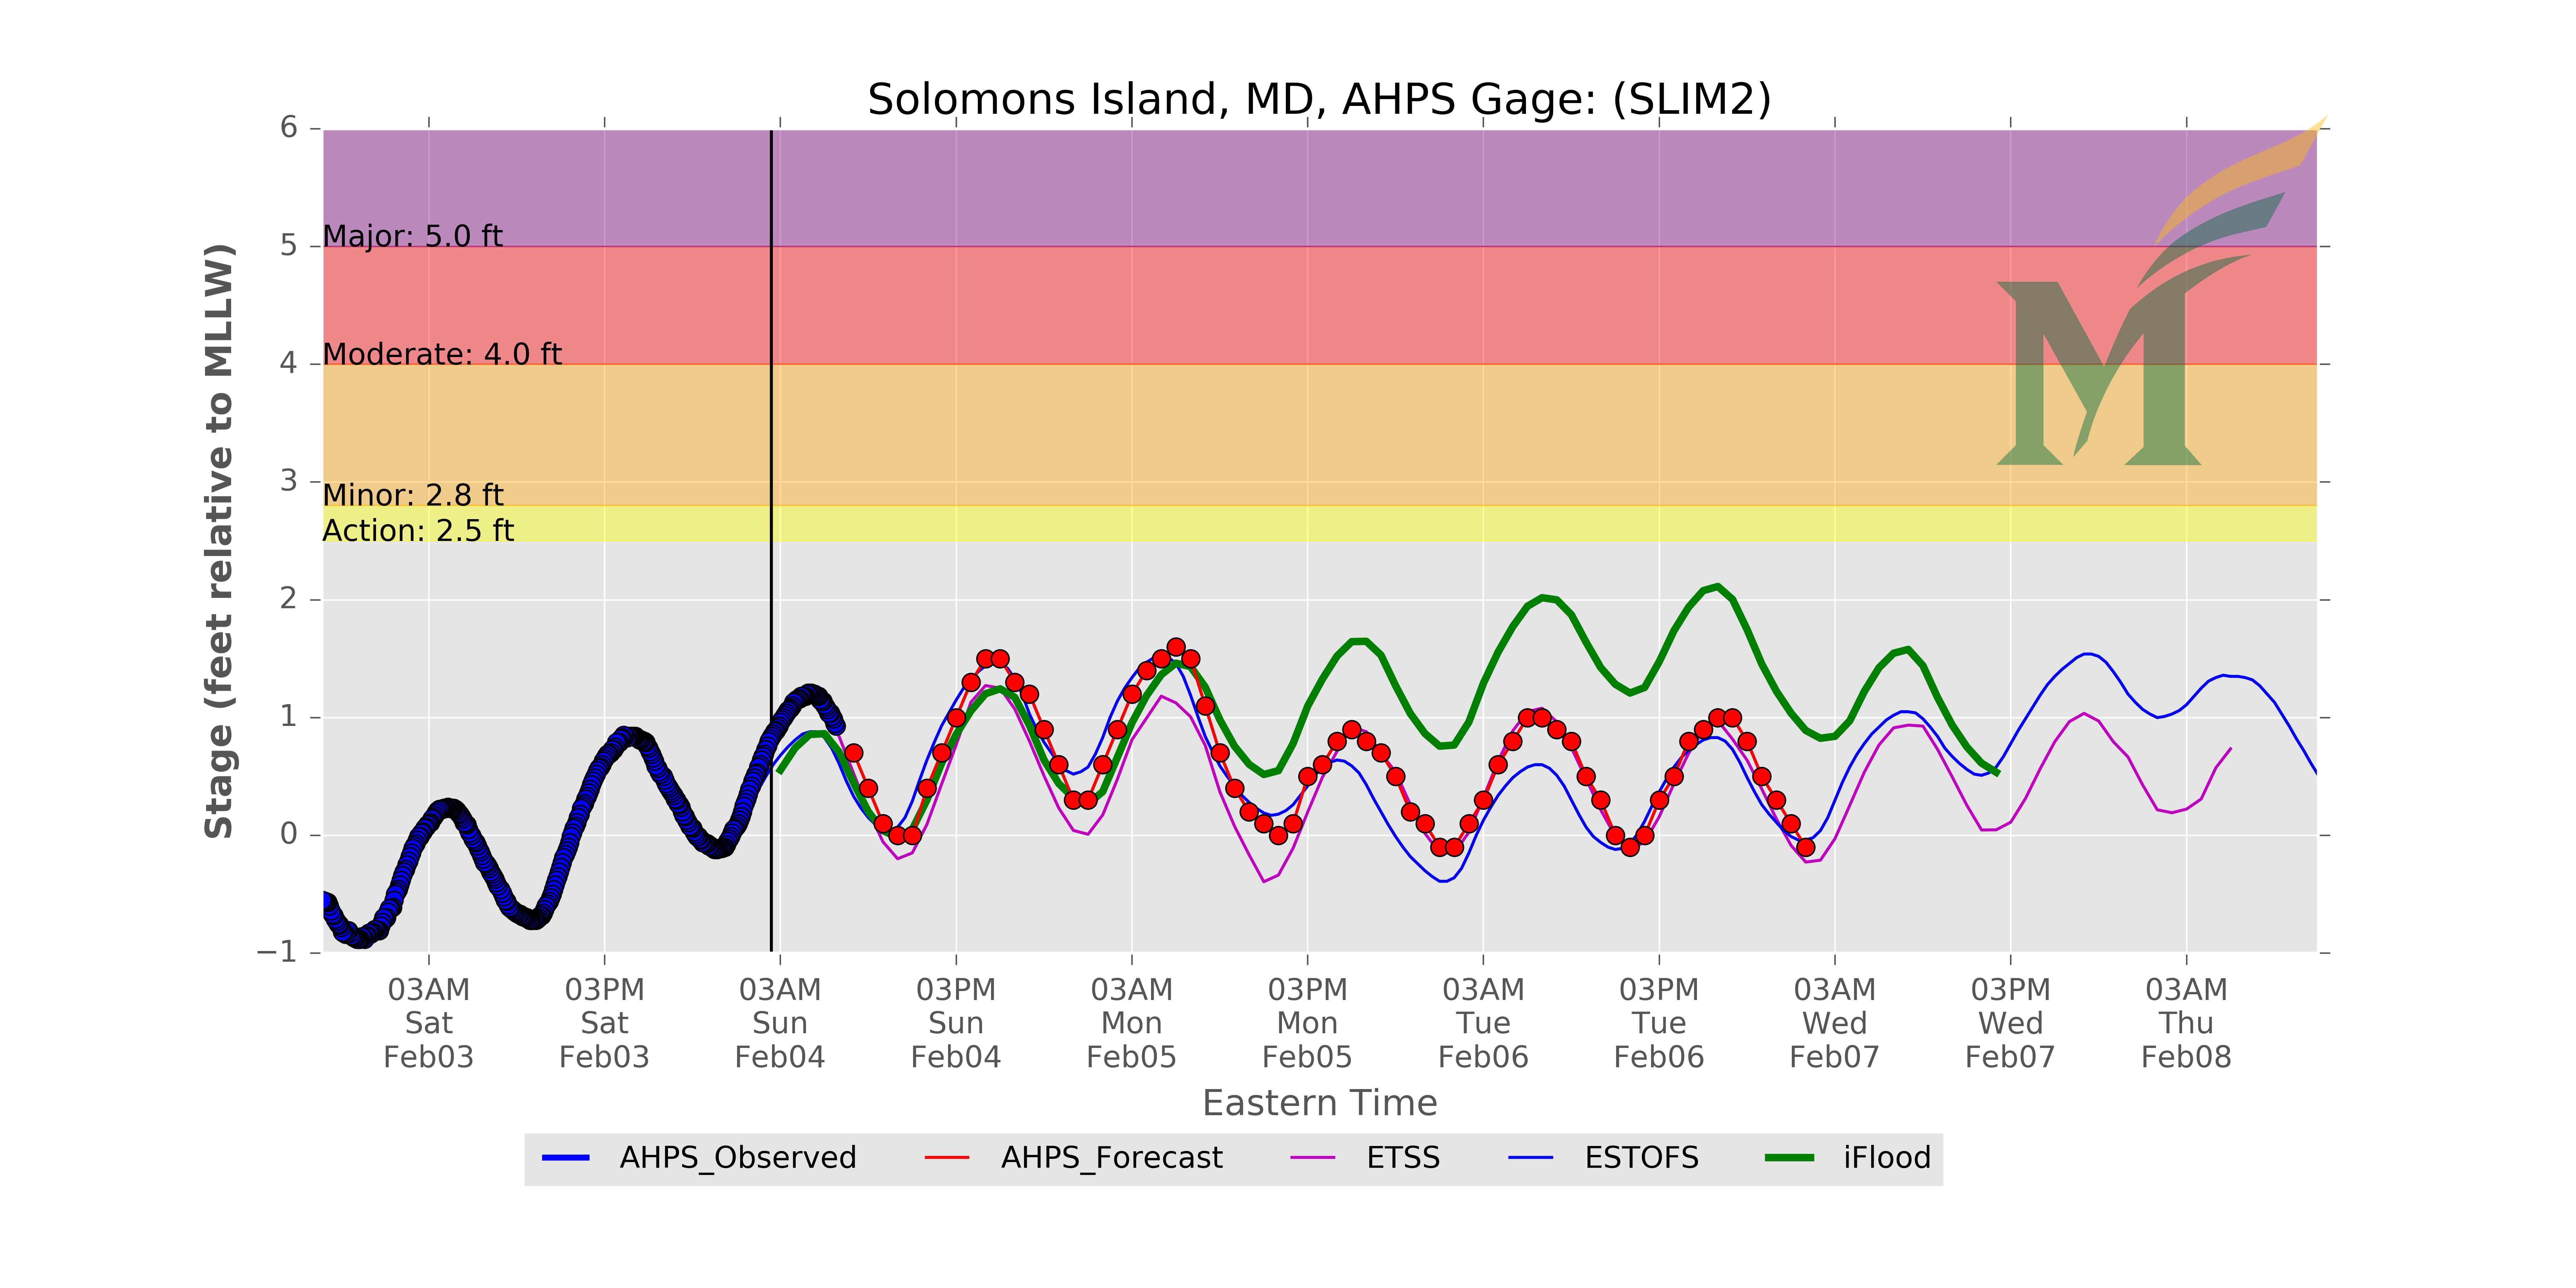 Solomons Island, MD, AHPS Gage: (SLIM2)
6
5
4
3
2
1
0
−1
Stage (feet relative to MLLW)
Major: 5.0 ft
Moderate: 4.0 ft
Minor: 2.8 ft
Action: 2.5 ft
03AM 03PM 03AM 03PM 03AM 03PM 03AM 03PM 03AM 03PM 03AM
Sat Sat Sun Sun Mon Mon Tue Tue Wed Wed Thu
Feb03 Feb03 Feb04 Feb04 Feb05 Feb05 Feb06 Feb06 Feb07 Feb07 Feb08
Eastern Time
AHPS_Observed AHPS_Forecast ETSS ESTOFS iFlood
M